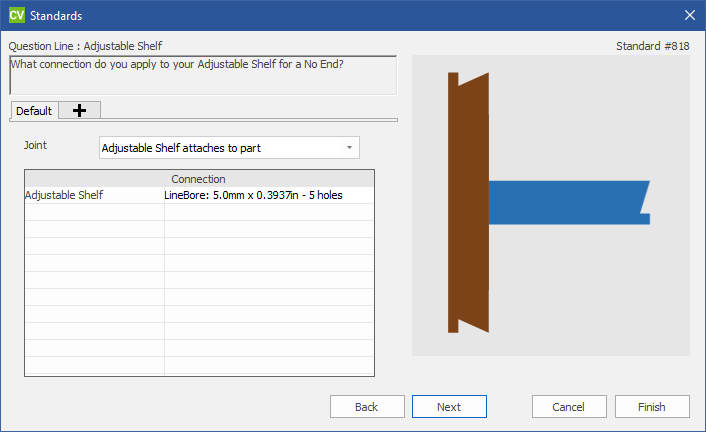 CV Standards
Question Line : Adjustable Shelf
Standard #818
What connection do you apply to your Adjustable Shelf for a No End?
Default
Joint
Adjustable Shelf attaches to part
Connection
Adjustable Shelf LineBore: 5.0mm x 0.3937in - 5 holes
Back Next Cancel Finish